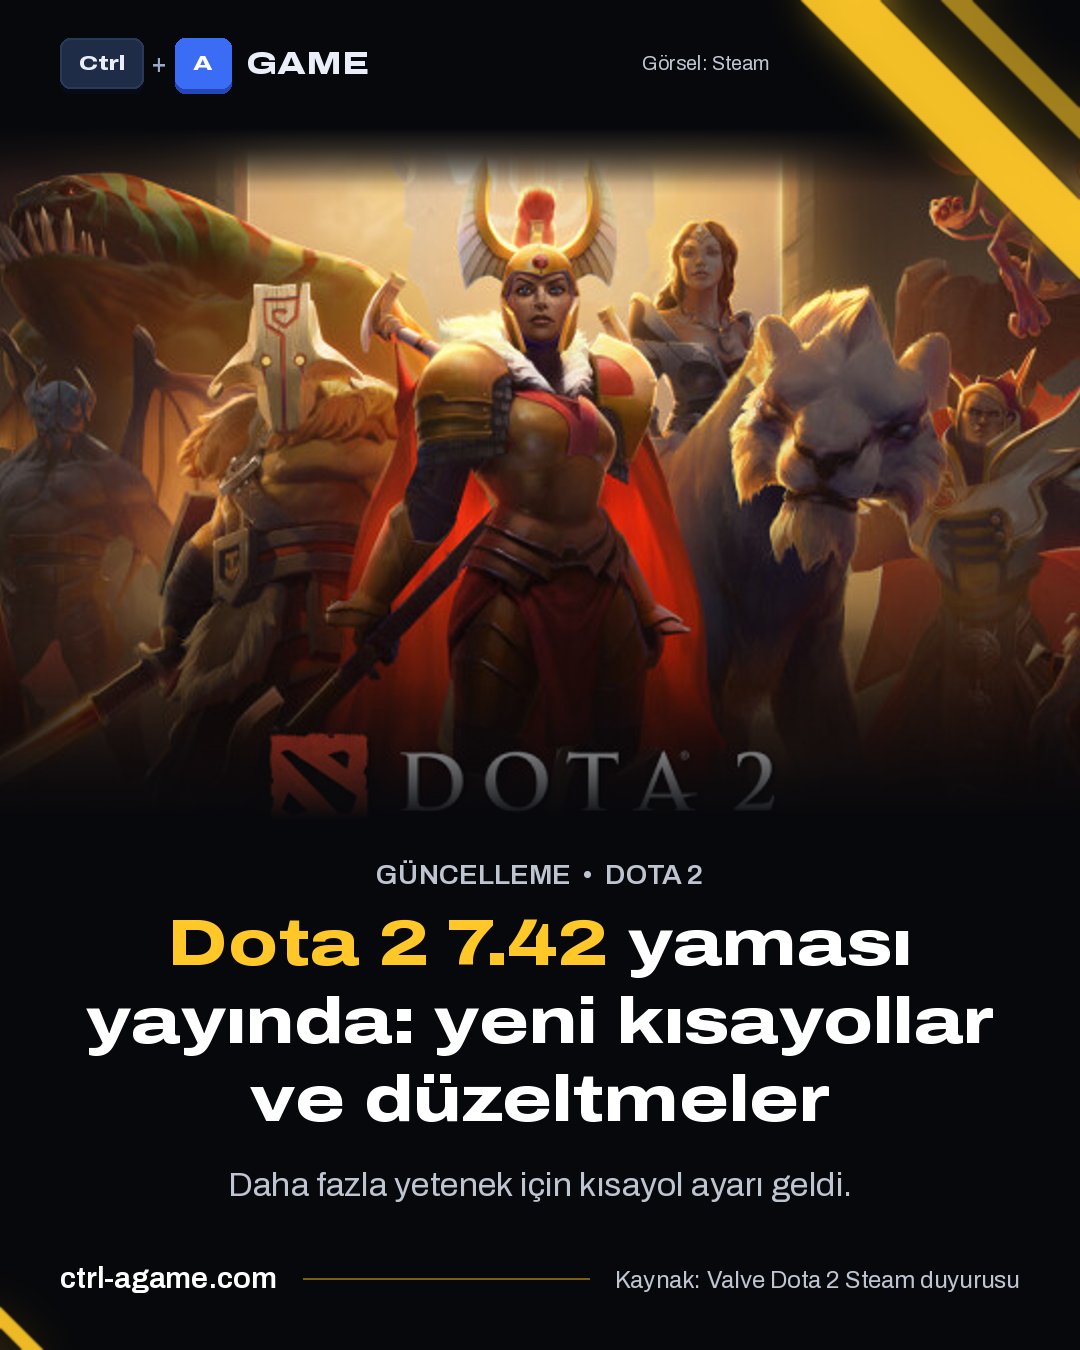 Ctrl + A GAME
Görsel: Steam
DOTA 2
GÜNCELLEME • DOTA 2
Dota 2 7.42 yaması
yayında: yeni kısayollar
ve düzeltmeler
Daha fazla yetenek için kısayol ayarı geldi.
ctrl-agame.com
Kaynak: Valve Dota 2 Steam duyurusu